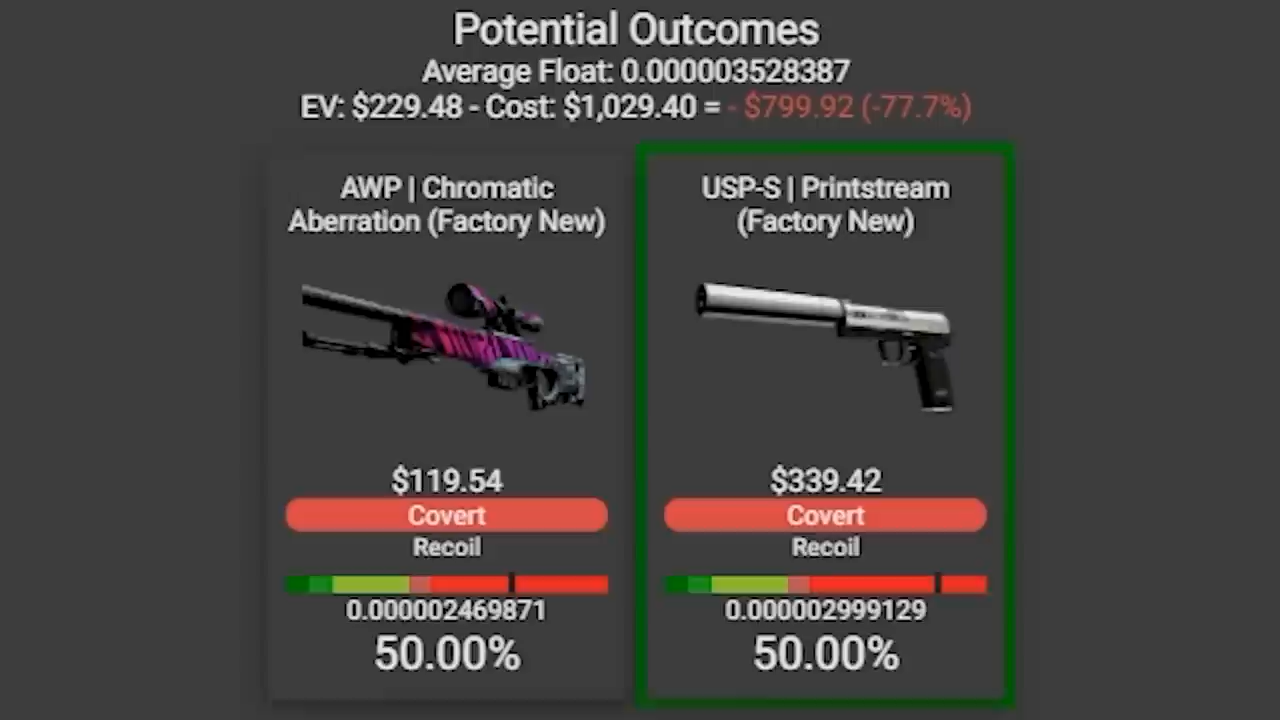 Potential Outcomes
Average Float: 0.000003528387
EV: $229.48 - Cost: $1,029.40 = - $799.92 (-77.7%)
AWP | Chromatic
Aberration (Factory New)
$119.54
Covert
Recoil
0.000002469871
50.00%
USP-S | Printstream
(Factory New)
$339.42
Covert
Recoil
0.000002999129
50.00%